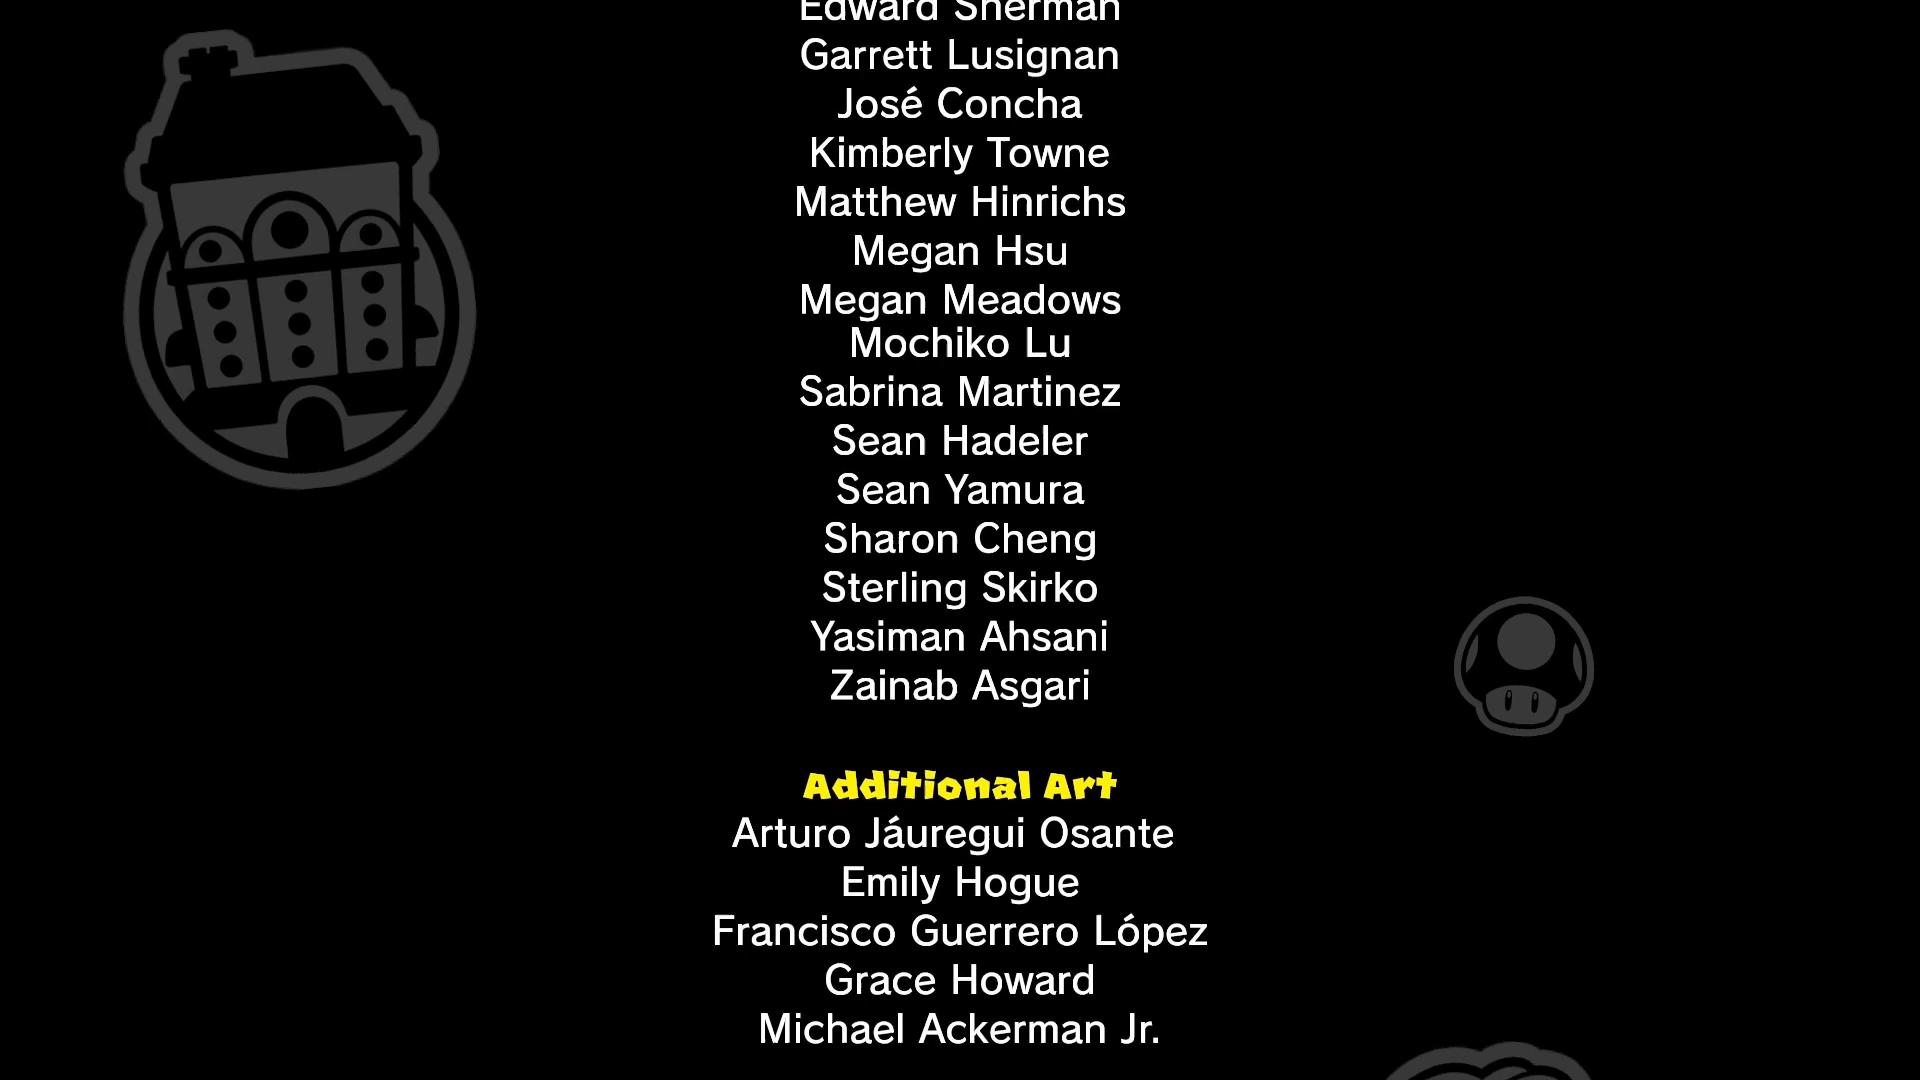 Edward Sherman
Garrett Lusignan
José Concha
Kimberly Towne
Matthew Hinrichs
Megan Hsu
Megan Meadows
Mochiko Lu
Sabrina Martinez
Sean Hadeler
Sean Yamura
Sharon Cheng
Sterling Skirko
Yasiman Ahsani
Zainab Asgari
Additional Art
Arturo Jáuregui Osante
Emily Hogue
Francisco Guerrero López
Grace Howard
Michael Ackerman Jr.